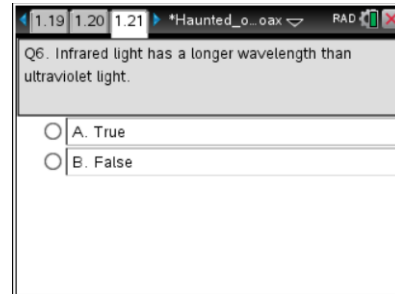 1.19 1.20 1.21 *Haunted_o...oax RAD
Q6. Infrared light has a longer wavelength than
ultraviolet light.
A. True
B. False